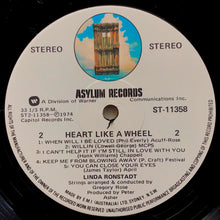 STEREO STEREO
ASYLUM RECORDS
A Division of Warner Communications Inc.
33 1/3 R.P.M.
ST2-11358-M ℗1974
Capitol Records Inc.
ST-11358
2 HEART LIKE A WHEEL 2
1- WHEN WILL I BE LOVED (Phil Everly) Acuff-Rose
2- WILLIN (Lowell George) MCPS
3- I CAN'T HELP IT (IF I'M STILL IN LOVE WITH YOU)
(Hank Williams) Chappell
4- KEEP ME FROM BLOWING AWAY (P. Craft) Festival
5- YOU CAN CLOSE YOUR EYES
(James Taylor) April
LINDA RONSTADT
Strings arranged & conducted by
Gregory Rose
Produced by Peter
Asher